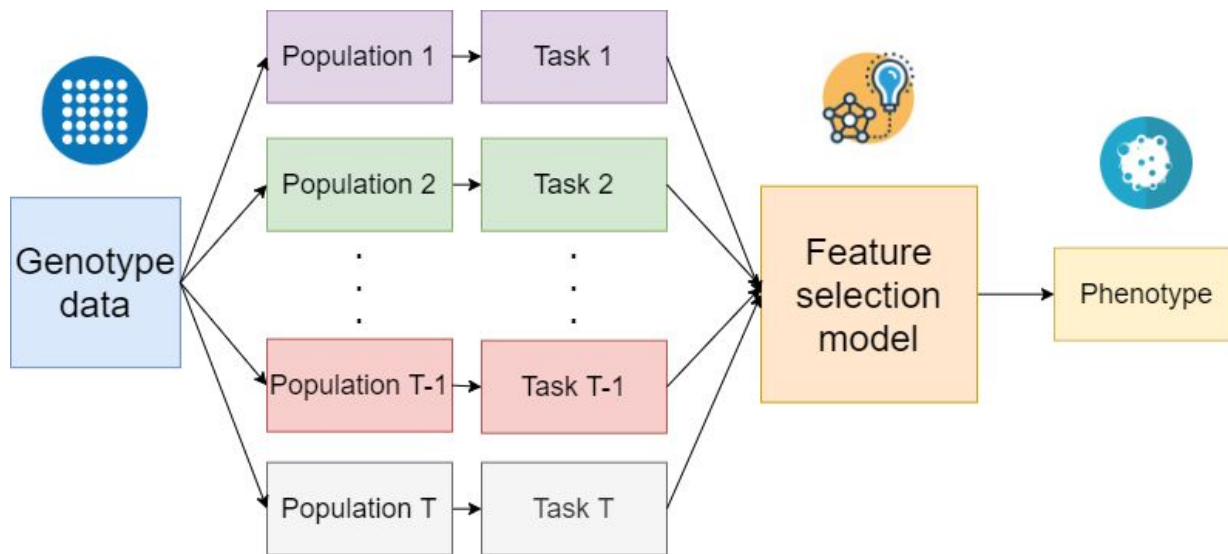 Population 1
Task 1
Population 2
Task 2
Genotype
data
.
.
.
.
Feature
selection
model
Phenotype
Population T-1
Task T-1
Population T
Task T